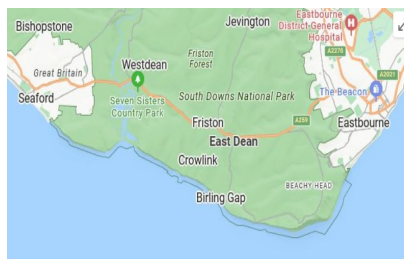 Bishopstone
Jevington
Eastbourne
District General
Hospital
A2270
Friston
Forest
Westdean
Great Britain
A2021
Seaford
Seven Sisters
Country Park
South Downs National Park
The Beacon
A259
Friston
Eastbourne
East Dean
Crowlink
BEACHY-HEAD
Birling Gap